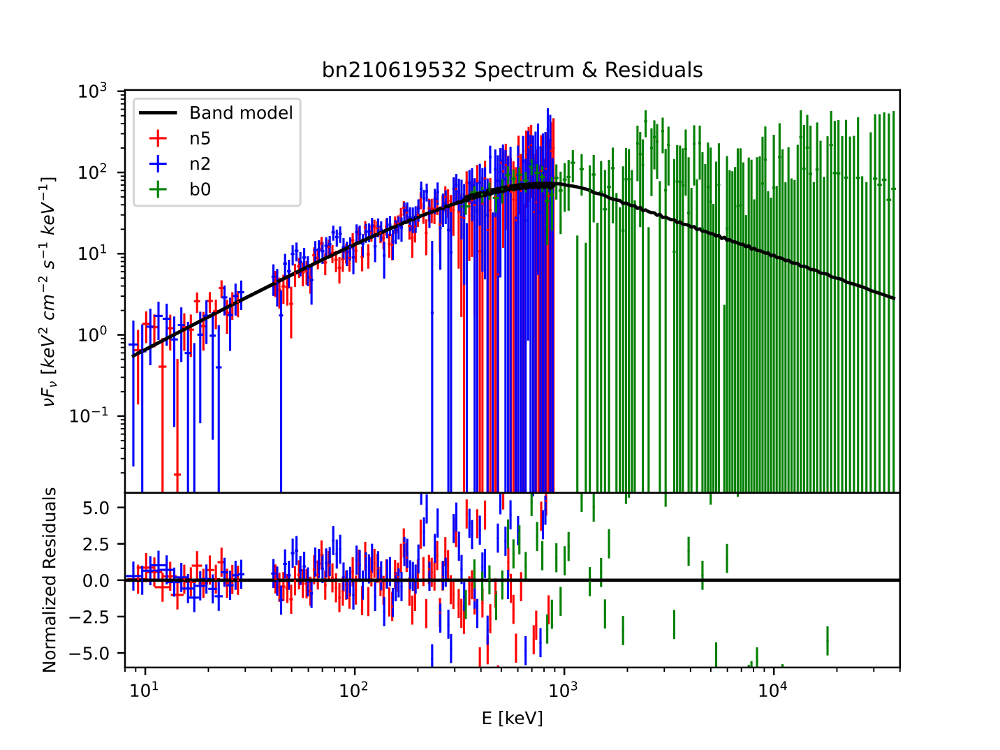 bn210619532 Spectrum & Residuals
10³
10²
10¹
10⁰
10⁻¹
νFν [keV² cm⁻² s⁻¹ keV⁻¹]
Band model
n5
n2
b0
5.0
2.5
0.0
−2.5
−5.0
Normalized Residuals
10¹
10²
10³
10⁴
E [keV]